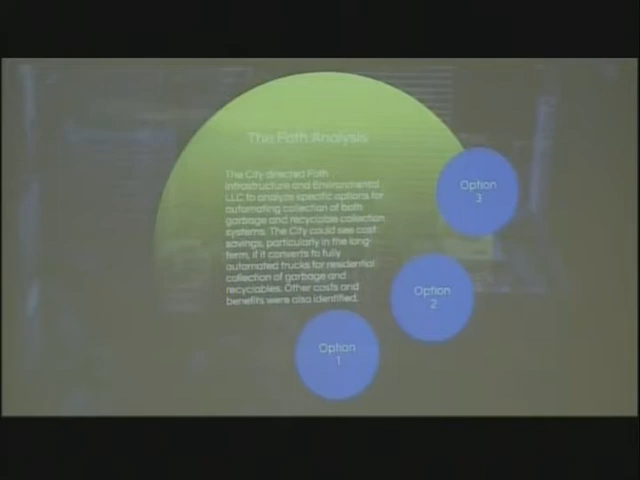 The Foth Analysis
The City directed Foth
Infrastructure and Environmental
LLC to analyze specific options for
automating collection of both
garbage and recyclable collection
systems. The City could see cost
savings, particularly in the long-
term, if it converts to fully
automated trucks for residential
collection of garbage and
recyclables. Other costs and
benefits were also identified.
Option
1
Option
2
Option
3